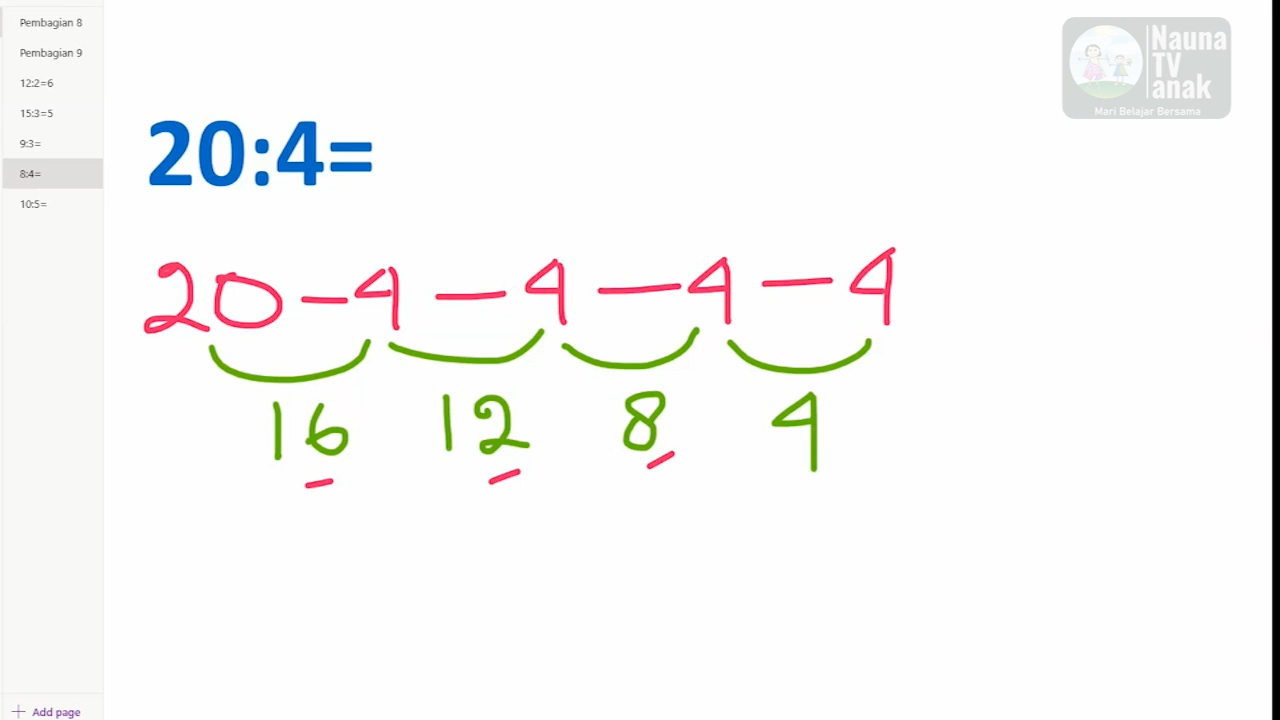 Pembagian 8
Pembagian 9
12:2=6
15:3=5
9:3=
8:4=
10:5=
Add page
Nauna
TV
anak
Mari Belajar Bersama
20:4=
20 - 4 - 4 - 4 - 4
16 12 8 4